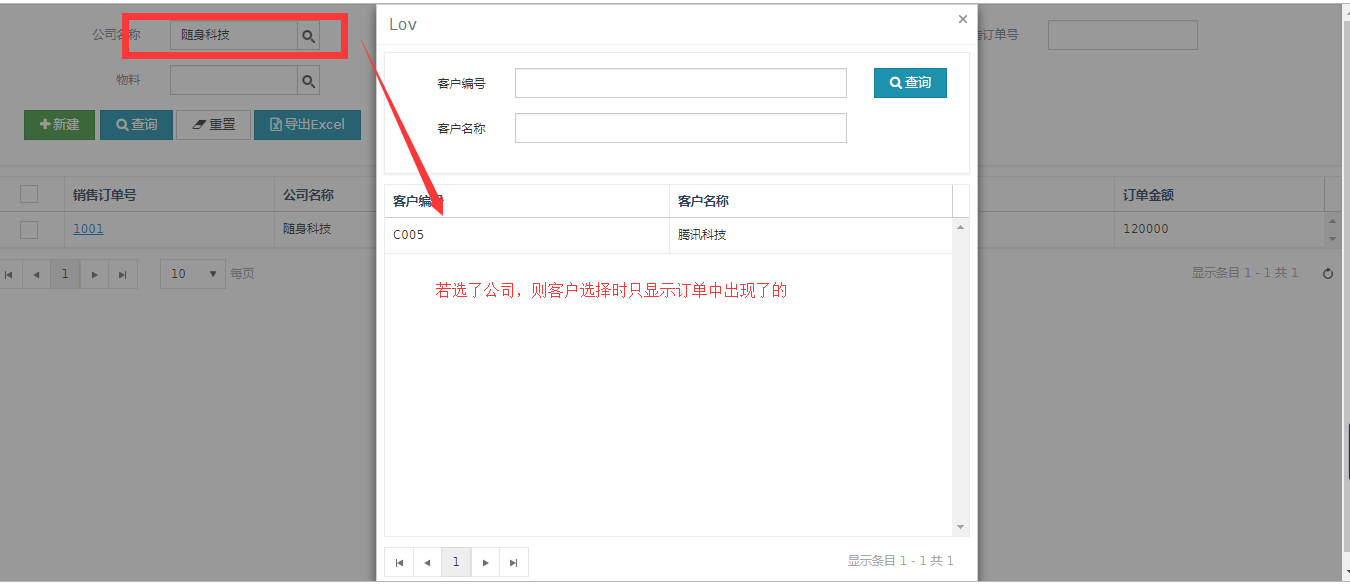 Lov
×
公司名称 随身科技
订单号
物料
新建 查询 重置 导出Excel
客户编号
查询
客户名称
销售订单号 公司名称 订单金额
1001 随身科技 120000
1 10 每页 显示条目 1 - 1 共 1
客户编号 客户名称
C005 腾讯科技
若选了公司，则客户选择时只显示订单中出现了的
1 显示条目 1 - 1 共 1